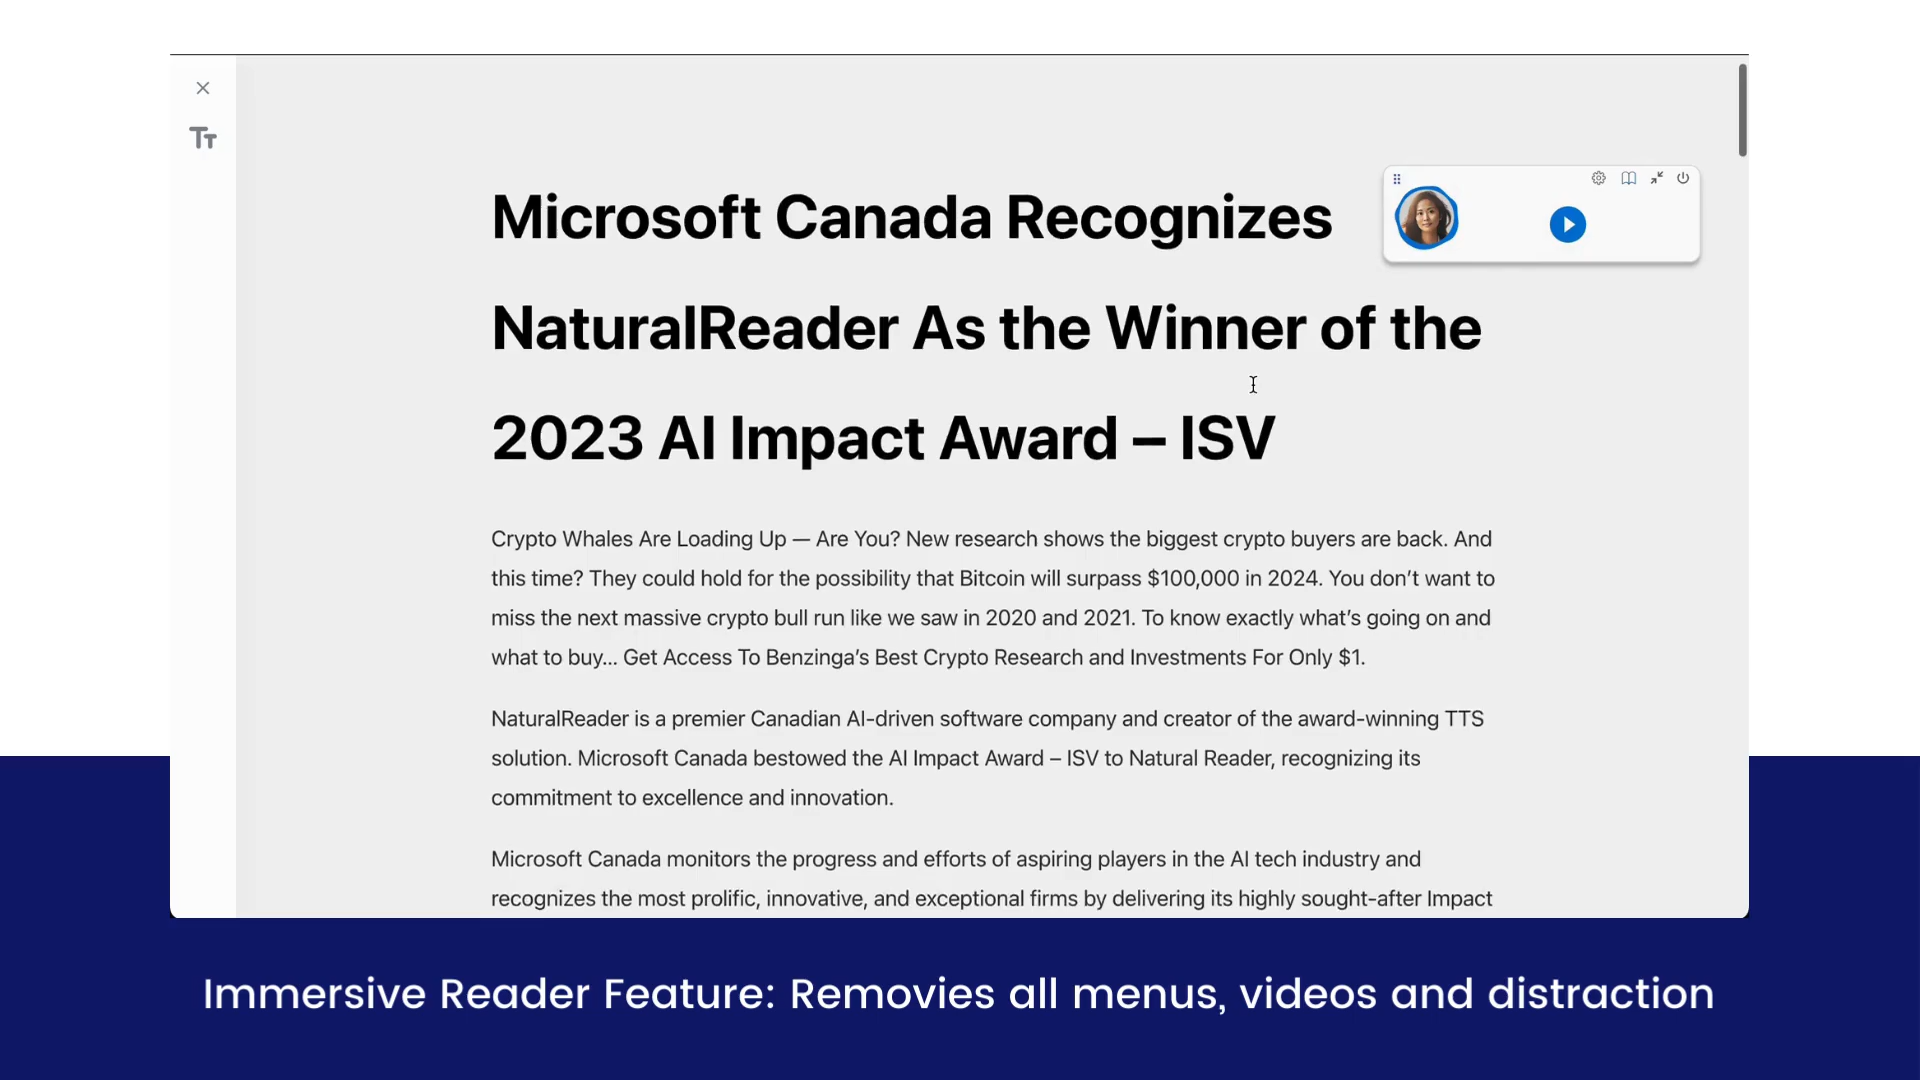 Tт
Microsoft Canada Recognizes
NaturalReader As the Winner of the
2023 AI Impact Award – ISV
Crypto Whales Are Loading Up — Are You? New research shows the biggest crypto buyers are back. And
this time? They could hold for the possibility that Bitcoin will surpass $100,000 in 2024. You don’t want to
miss the next massive crypto bull run like we saw in 2020 and 2021. To know exactly what’s going on and
what to buy... Get Access To Benzinga’s Best Crypto Research and Investments For Only $1.
NaturalReader is a premier Canadian AI-driven software company and creator of the award-winning TTS
solution. Microsoft Canada bestowed the AI Impact Award – ISV to Natural Reader, recognizing its
commitment to excellence and innovation.
Microsoft Canada monitors the progress and efforts of aspiring players in the AI tech industry and
recognizes the most prolific, innovative, and exceptional firms by delivering its highly sought-after Impact
Immersive Reader Feature: Removies all menus, videos and distraction